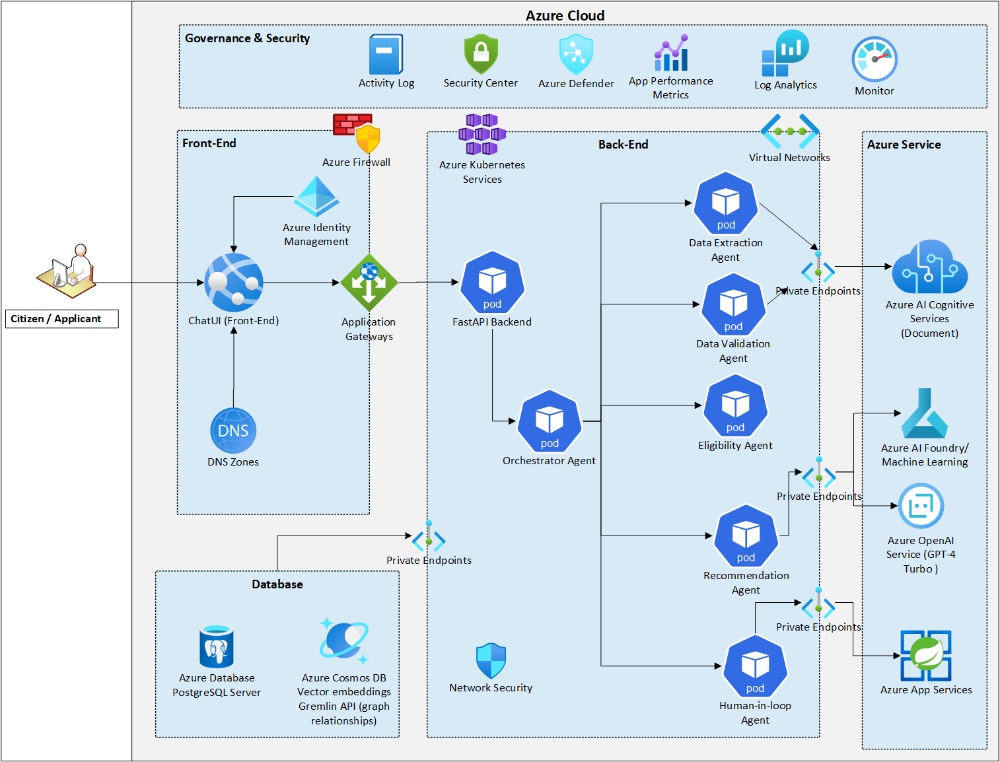 Azure Cloud
Governance & Security
Activity Log
Security Center
Azure Defender
App Performance
Metrics
Log Analytics
Monitor
Front-End
Azure Firewall
Azure Identity
Management
ChatUI (Front-End)
Application
Gateways
DNS
DNS Zones
Citizen / Applicant
Azure Kubernetes
Services
Back-End
Virtual Networks
pod
FastAPI Backend
pod
Orchestrator Agent
pod
Data Extraction
Agent
pod
Data Validation
Agent
pod
Eligibility Agent
pod
Recommendation
Agent
pod
Human-in-loop
Agent
Private Endpoints
Private Endpoints
Private Endpoints
Private Endpoints
Network Security
Database
Azure Database
PostgreSQL Server
Azure Cosmos DB
Vector embeddings
Gremlin API (graph
relationships)
Azure Service
Azure AI Cognitive
Services
(Document)
Azure AI Foundry/
Machine Learning
Azure OpenAI
Service (GPT-4
Turbo )
Azure App Services